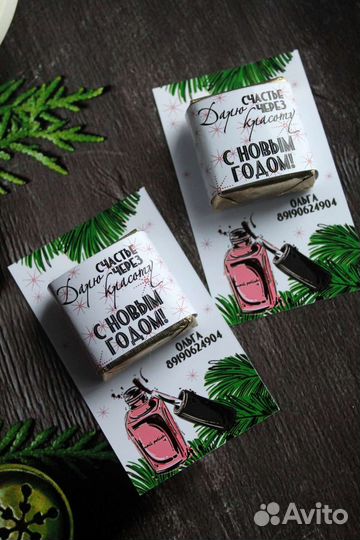 СЧАСТЬЕ
Дарю ЧЕРЕЗ
красоту
С НОВЫМ
ГОДОМ!
ОЛЬГА
89190624904
СЧАСТЬЕ
Дарю ЧЕРЕЗ
красоту
С НОВЫМ
ГОДОМ!
ОЛЬГА
89190624904
Avito